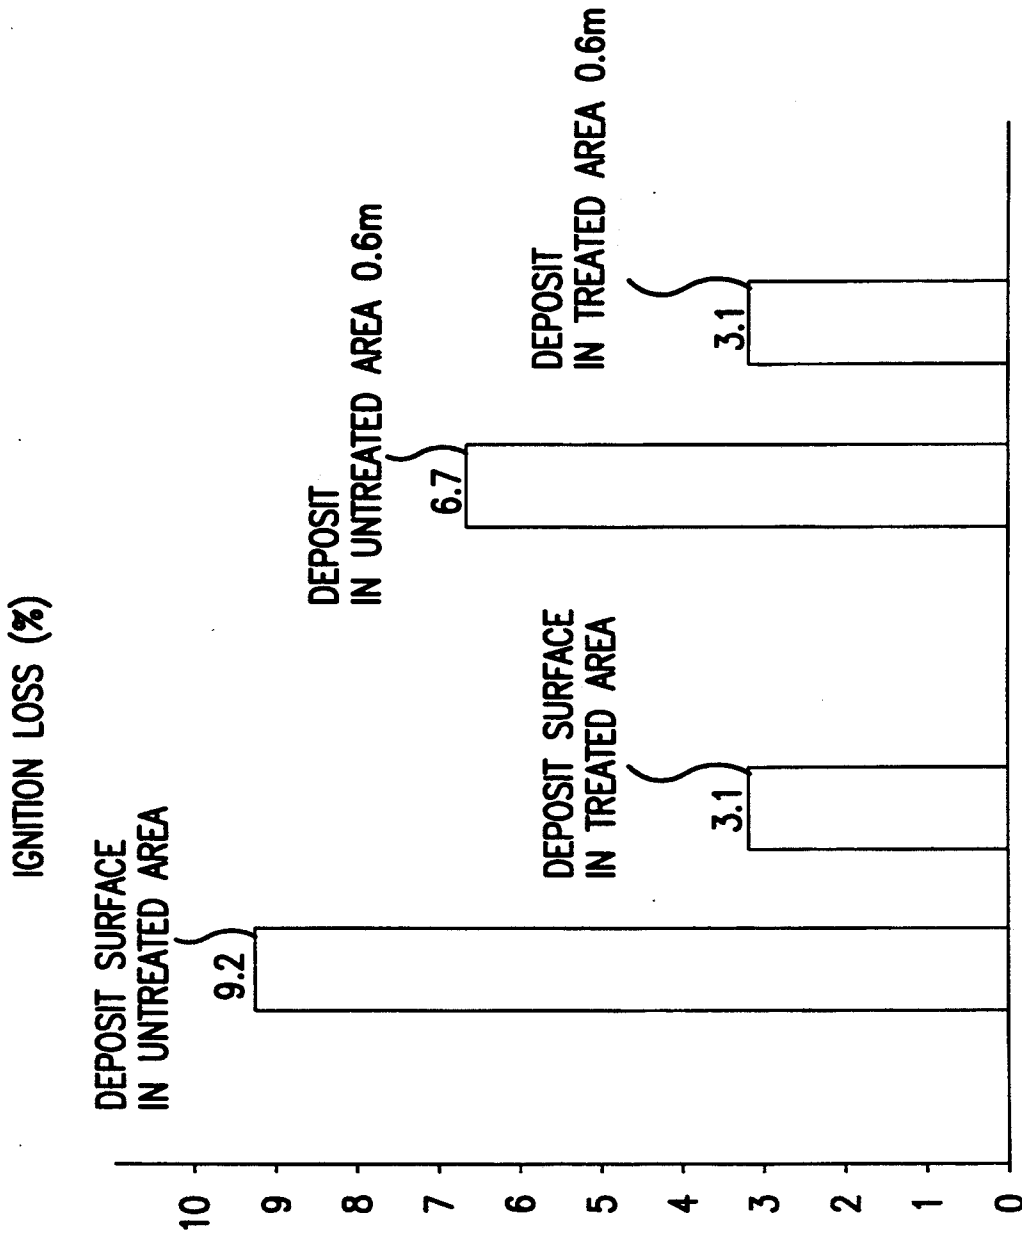 IGNITION LOSS (%)
DEPOSIT SURFACE
IN UNTREATED AREA
9.2
DEPOSIT SURFACE
IN TREATED AREA
3.1
DEPOSIT
IN UNTREATED AREA 0.6m
6.7
DEPOSIT
IN TREATED AREA 0.6m
3.1
10
9
8
7
6
5
4
3
2
1
0